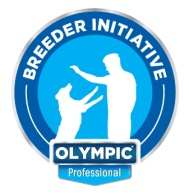 BREEDER INITIATIVE
OLYMPIC
Professional